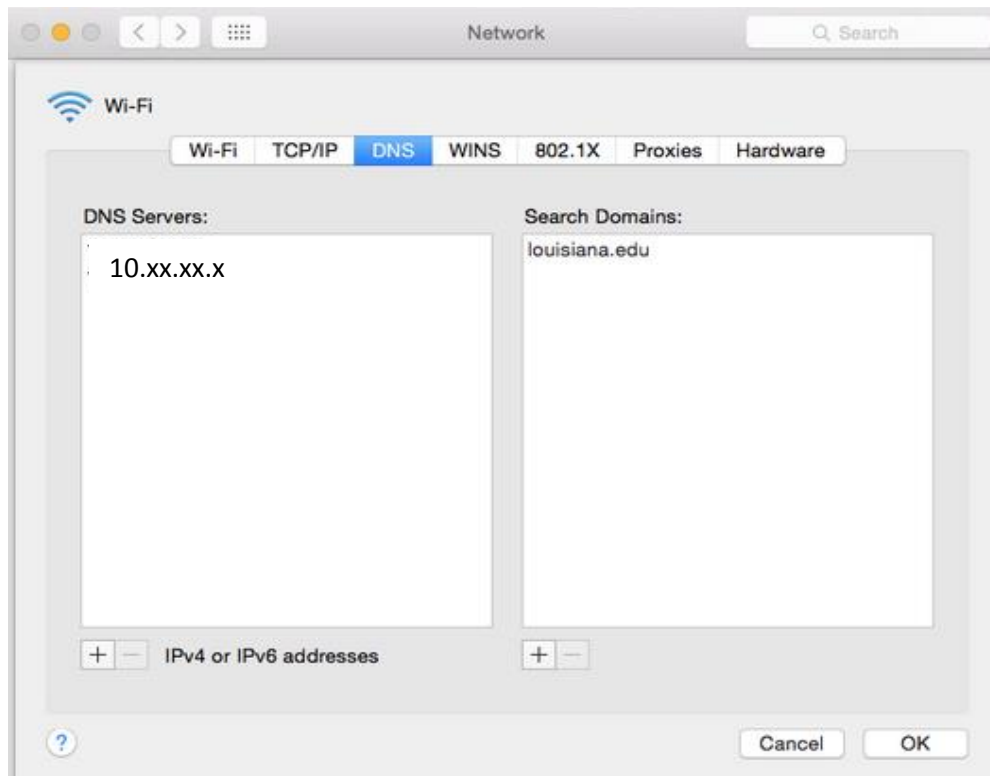 Network
Search
Wi-Fi
Wi-Fi TCP/IP DNS WINS 802.1X Proxies Hardware
DNS Servers:
Search Domains:
10.xx.xx.x
louisiana.edu
+ − IPv4 or IPv6 addresses
+ −
?
Cancel OK